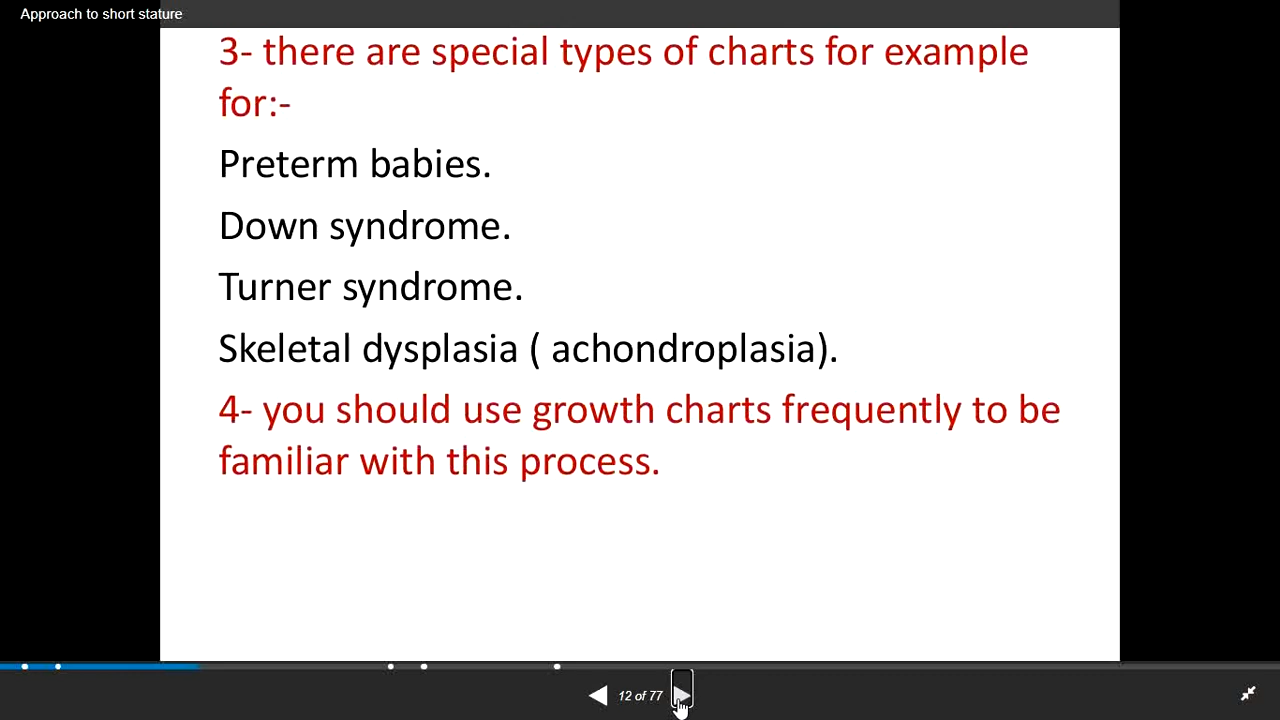 Approach to short stature
3- there are special types of charts for example
for:-
Preterm babies.
Down syndrome.
Turner syndrome.
Skeletal dysplasia ( achondroplasia).
4- you should use growth charts frequently to be
familiar with this process.
12 of 77